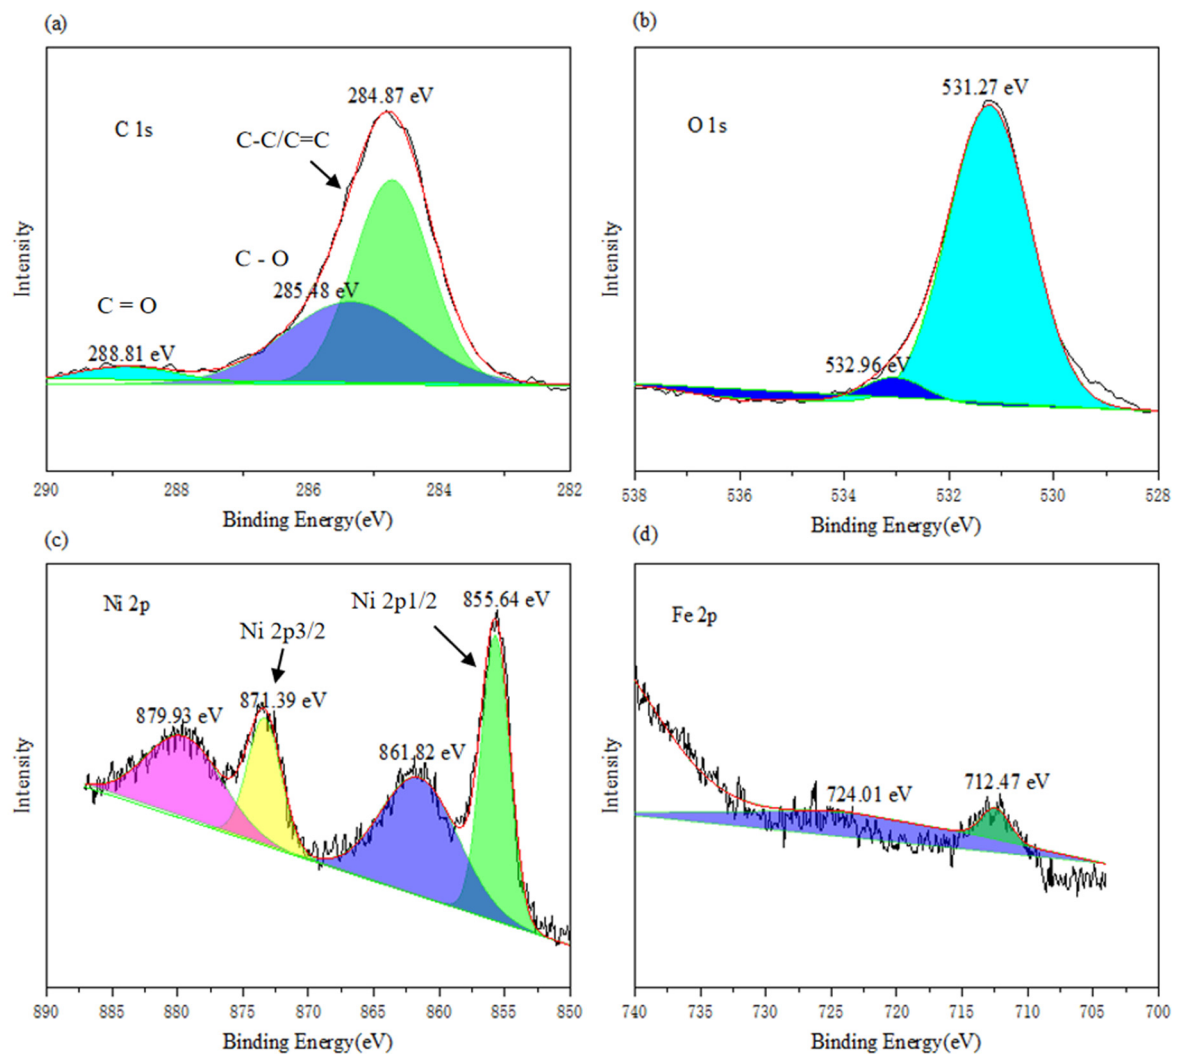 (a)
284.87 eV
C 1s
C-C/C=C
C - O
285.48 eV
C = O
288.81 eV
Intensity
290 288 286 284 282
Binding Energy(eV)
(b)
531.27 eV
O 1s
532.96 eV
Intensity
538 536 534 532 530 528
Binding Energy(eV)
(c)
Ni 2p
Ni 2p1/2
855.64 eV
Ni 2p3/2
871.39 eV
879.93 eV
861.82 eV
Intensity
890 885 880 875 870 865 860 855 850
Binding Energy(eV)
(d)
Fe 2p
712.47 eV
724.01 eV
Intensity
740 735 730 725 720 715 710 705 700
Binding Energy(eV)